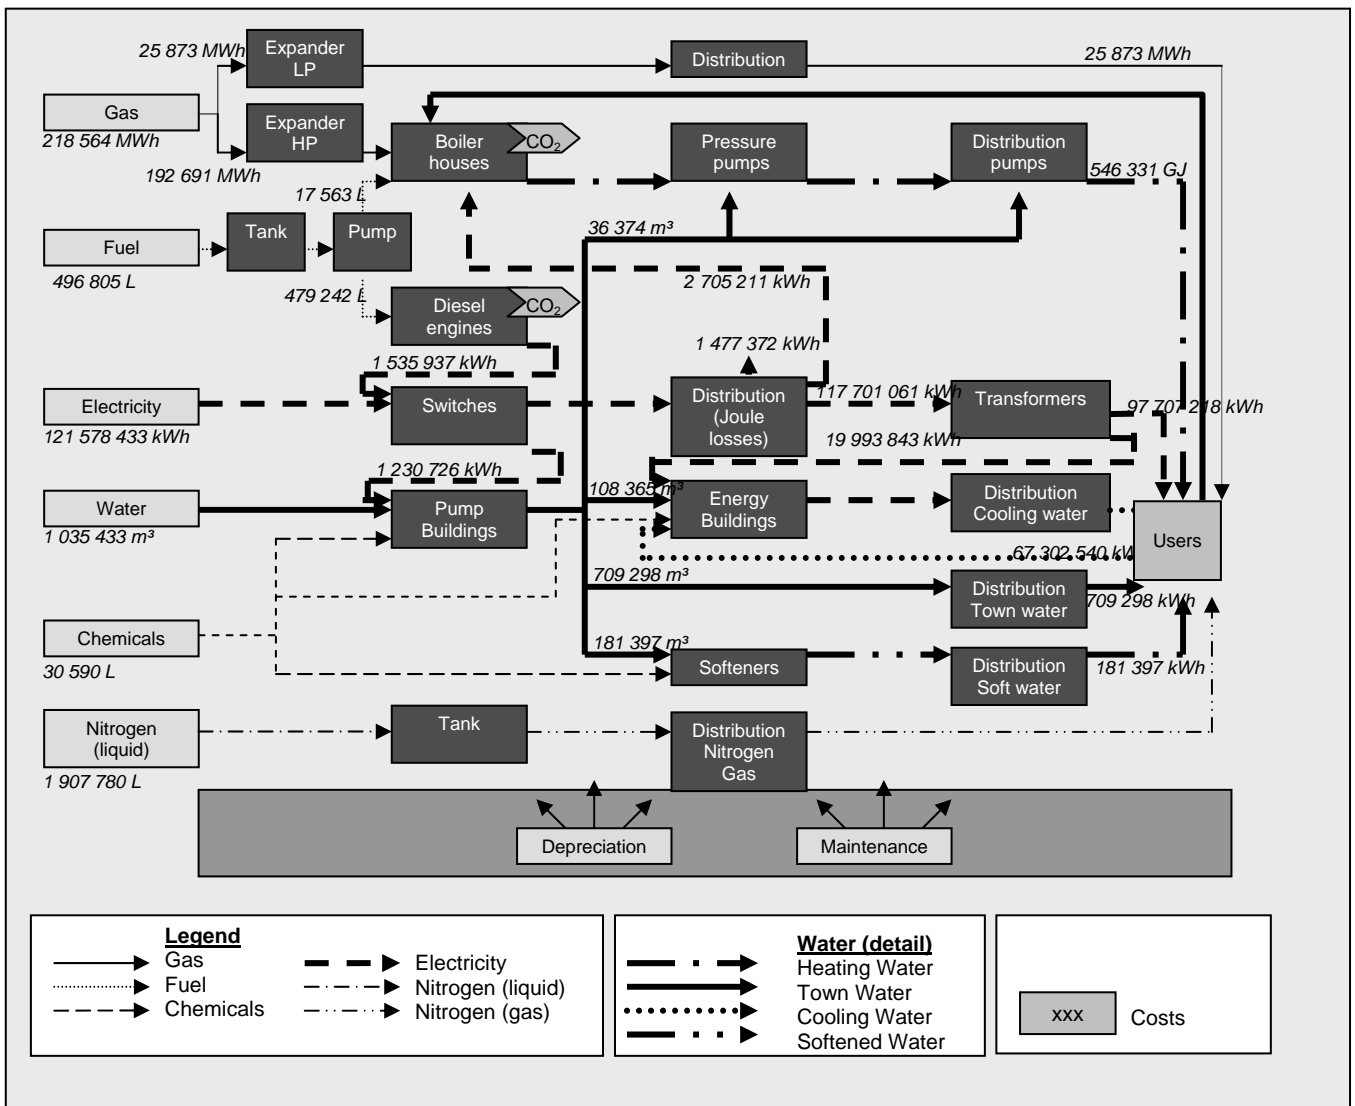 25 873 MWh
Expander
LP
Distribution
25 873 MWh
Gas
218 564 MWh
Expander
HP
192 691 MWh
Boiler
houses
CO2
Pressure
pumps
Distribution
pumps
546 331 GJ
17 563 L
Fuel
496 805 L
Tank
Pump
36 374 m³
2 705 211 kWh
479 242 L
Diesel
engines
CO2
1 535 937 kWh
1 477 372 kWh
Electricity
121 578 433 kWh
Switches
Distribution
(Joule
losses)
117 701 061 kWh
Transformers
97 707 218 kWh
19 993 843 kWh
1 230 726 kWh
Water
1 035 433 m³
Pump
Buildings
108 365 m³
Energy
Buildings
Distribution
Cooling water
Users
67 302 540 kW
709 298 m³
Distribution
Town water
709 298 kWh
Chemicals
30 590 L
181 397 m³
Softeners
Distribution
Soft water
181 397 kWh
Nitrogen
(liquid)
1 907 780 L
Tank
Distribution
Nitrogen
Gas
Depreciation
Maintenance
Legend
Gas
Fuel
Chemicals
Electricity
Nitrogen (liquid)
Nitrogen (gas)
Water (detail)
Heating Water
Town Water
Cooling Water
Softened Water
xxx
Costs